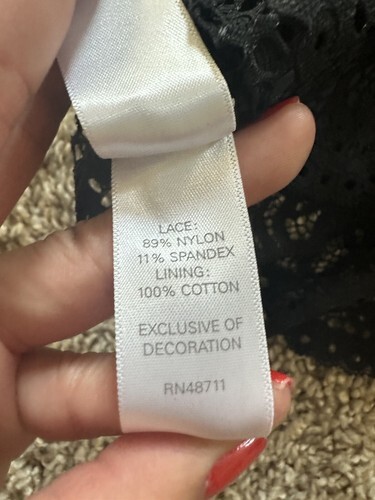 LACE:
89% NYLON
11% SPANDEX
LINING:
100% COTTON
EXCLUSIVE OF
DECORATION
RN48711